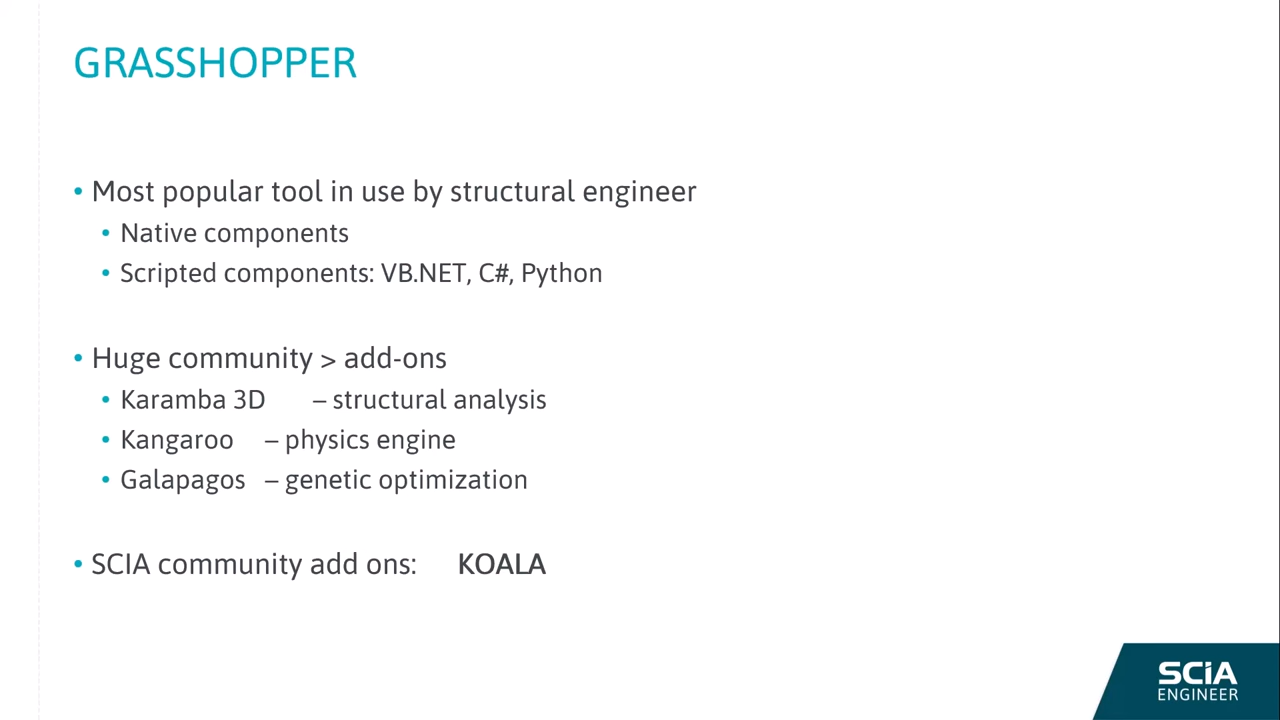 GRASSHOPPER
• Most popular tool in use by structural engineer
• Native components
• Scripted components: VB.NET, C#, Python
• Huge community > add-ons
• Karamba 3D – structural analysis
• Kangaroo – physics engine
• Galapagos – genetic optimization
• SCIA community add ons: KOALA
SCiA
ENGINEER